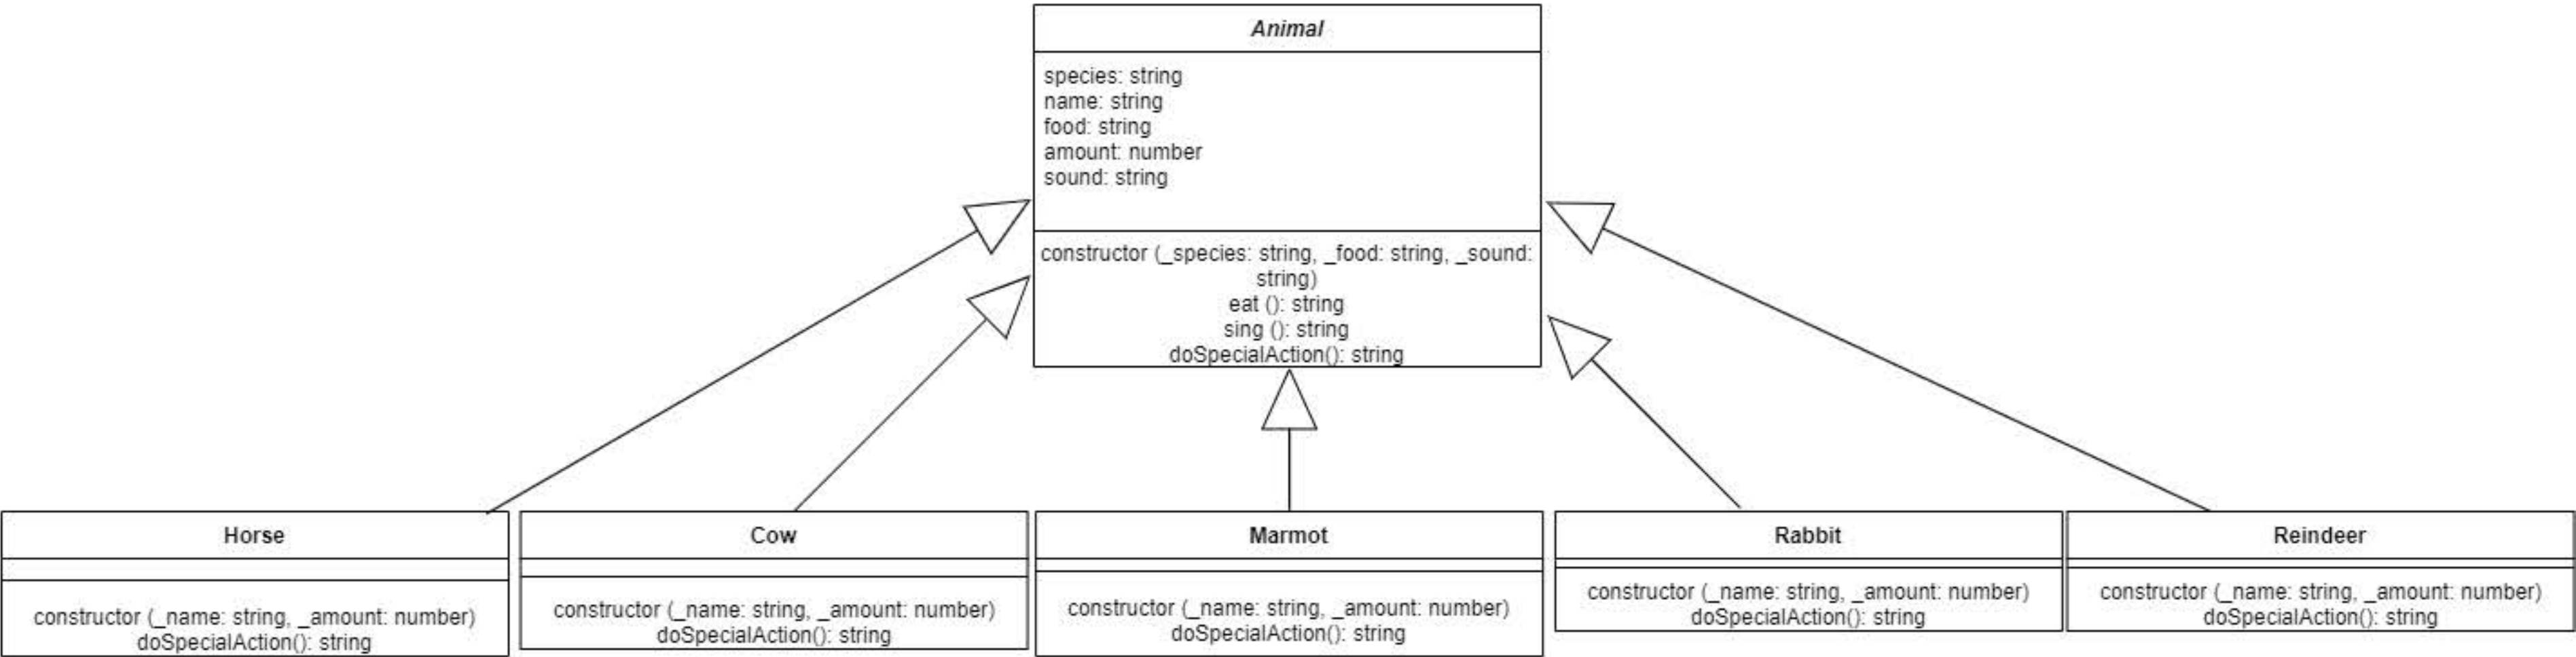 Animal
species: string
name: string
food: string
amount: number
sound: string
constructor (_species: string, _food: string, _sound:
string)
eat (): string
sing (): string
doSpecialAction(): string
Horse
constructor (_name: string, _amount: number)
doSpecialAction(): string
Cow
constructor (_name: string, _amount: number)
doSpecialAction(): string
Marmot
constructor (_name: string, _amount: number)
doSpecialAction(): string
Rabbit
constructor (_name: string, _amount: number)
doSpecialAction(): string
Reindeer
constructor (_name: string, _amount: number)
doSpecialAction(): string